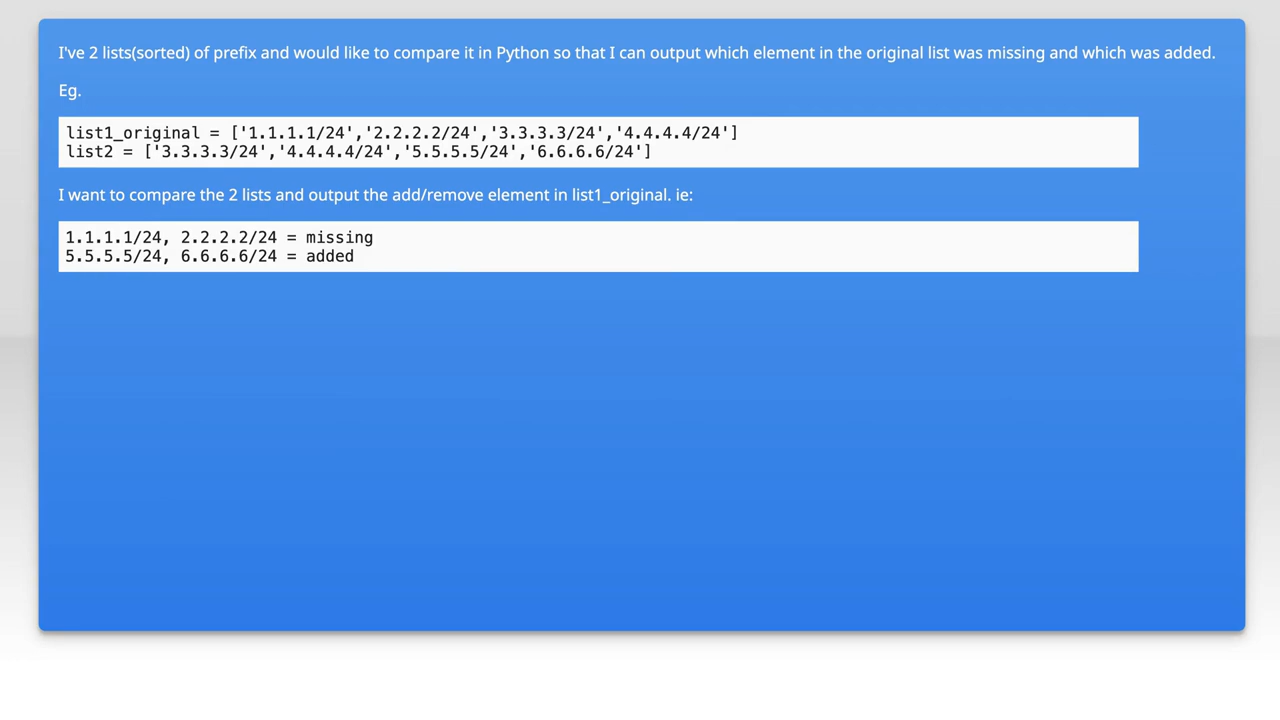 I've 2 lists(sorted) of prefix and would like to compare it in Python so that I can output which element in the original list was missing and which was added.
Eg.
list1_original = ['1.1.1.1/24','2.2.2.2/24','3.3.3.3/24','4.4.4.4/24']
list2 = ['3.3.3.3/24','4.4.4.4/24','5.5.5.5/24','6.6.6.6/24']
I want to compare the 2 lists and output the add/remove element in list1_original. ie:
1.1.1.1/24, 2.2.2.2/24 = missing
5.5.5.5/24, 6.6.6.6/24 = added